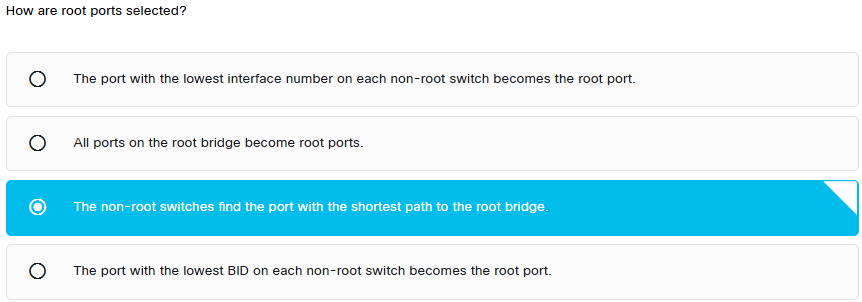 How are root ports selected?
The port with the lowest interface number on each non-root switch becomes the root port.
All ports on the root bridge become root ports.
The non-root switches find the port with the shortest path to the root bridge.
The port with the lowest BID on each non-root switch becomes the root port.